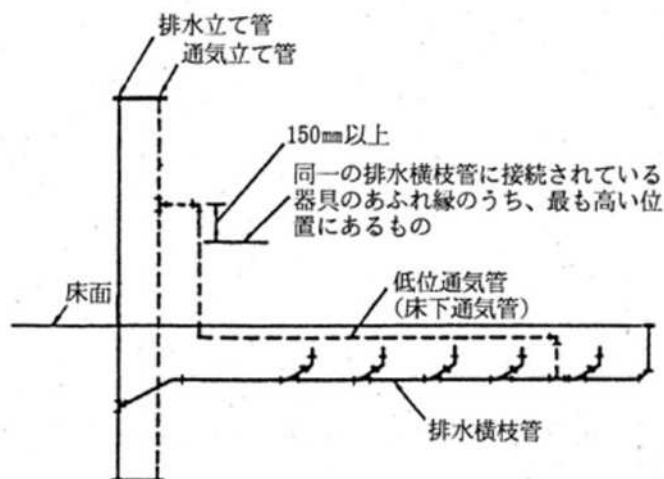 排水立て管
通気立て管
150mm以上
同一の排水横枝管に接続されている
器具のあふれ縁のうち、最も高い位
置にあるもの
床面
低位通気管
(床下通気管)
排水横枝管